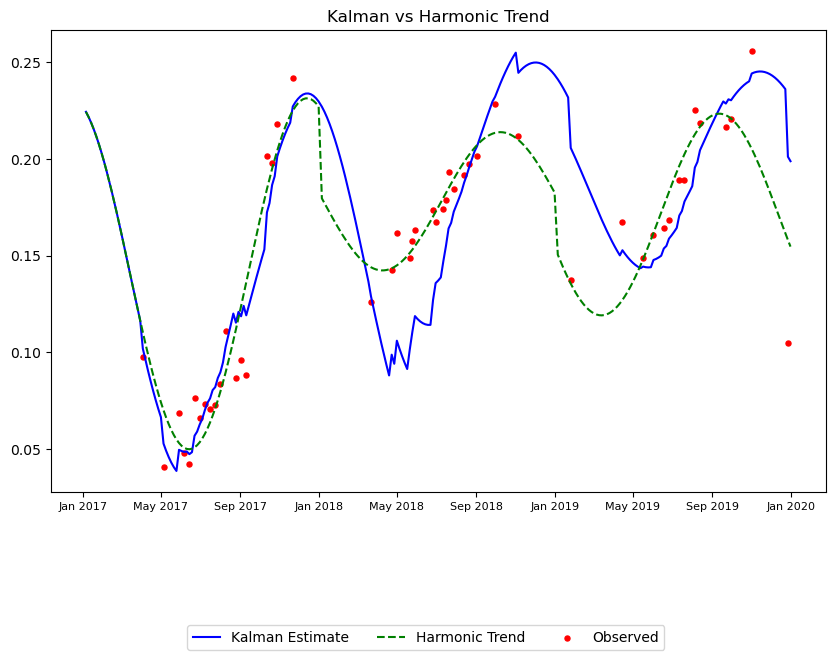 Kalman vs Harmonic Trend
0.25
0.20
0.15
0.10
0.05
Jan 2017 May 2017 Sep 2017 Jan 2018 May 2018 Sep 2018 Jan 2019 May 2019 Sep 2019 Jan 2020
Kalman Estimate Harmonic Trend Observed